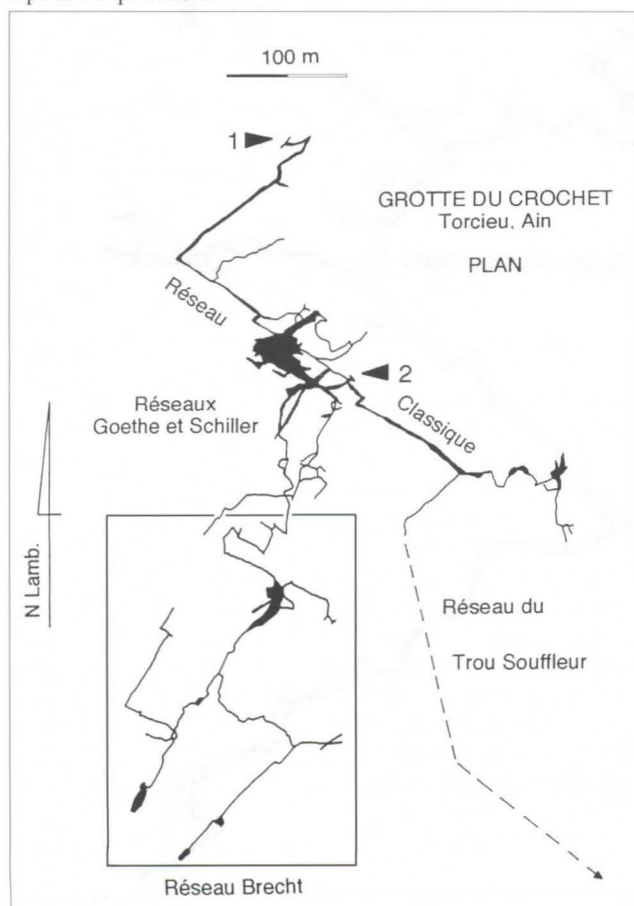 100 m
1
GROTTE DU CROCHET
Torcieu, Ain
PLAN
Réseau
2
Réseaux
Goethe et Schiller
Classique
N Lamb.
Réseau du
Trou Souffleur
Réseau Brecht